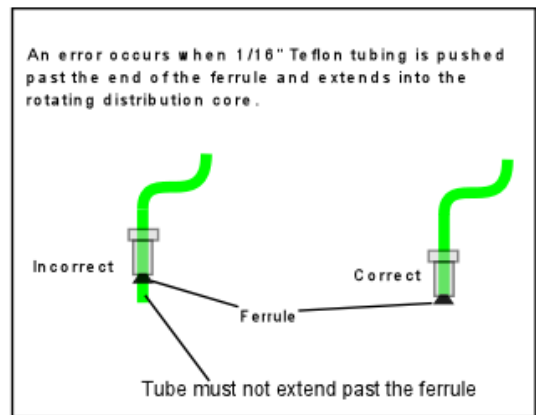 An error occurs when 1/16" Teflon tubing is pushed
past the end of the ferrule and extends into the
rotating distribution core.
Incorrect
Correct
Ferrule
Tube must not extend past the ferrule